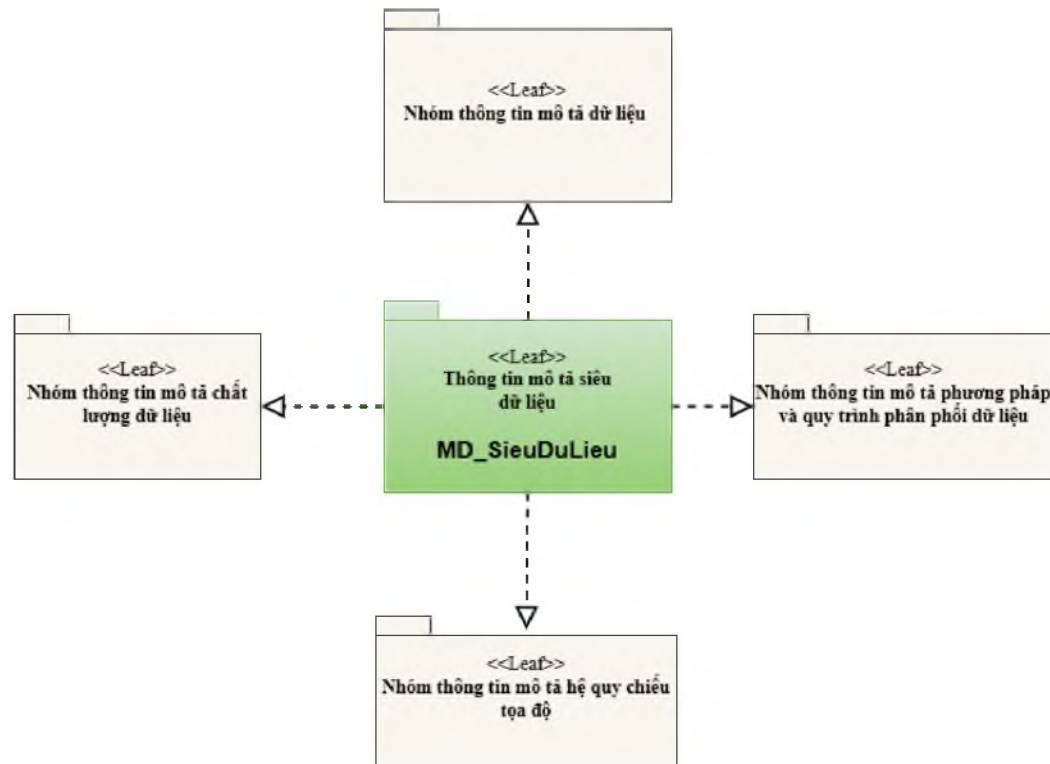 <<Leaf>>
Nhóm thông tin mô tả dữ liệu
<<Leaf>>
Nhóm thông tin mô tả chất
lượng dữ liệu
<<Leaf>>
Thông tin mô tả siêu
dữ liệu
MD_SieuDuLieu
<<Leaf>>
Nhóm thông tin mô tả phương pháp
và quy trình phân phối dữ liệu
<<Leaf>>
Nhóm thông tin mô tả hệ quy chiếu
tọa độ